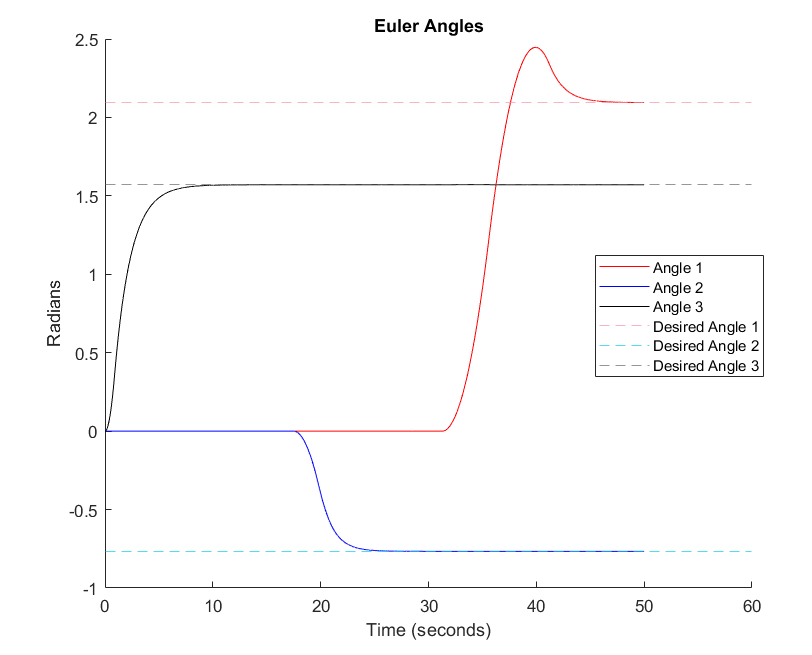 Euler Angles
2.5
2
1.5
1
0.5
0
-0.5
-1
Radians
0 10 20 30 40 50 60
Time (seconds)
Angle 1
Angle 2
Angle 3
Desired Angle 1
Desired Angle 2
Desired Angle 3